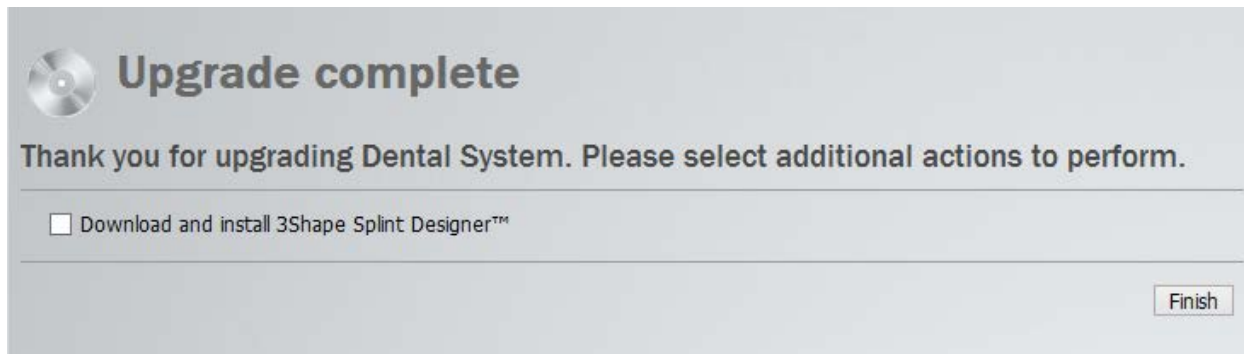 Upgrade complete
Thank you for upgrading Dental System. Please select additional actions to perform.
Download and install 3Shape Splint Designer™
Finish